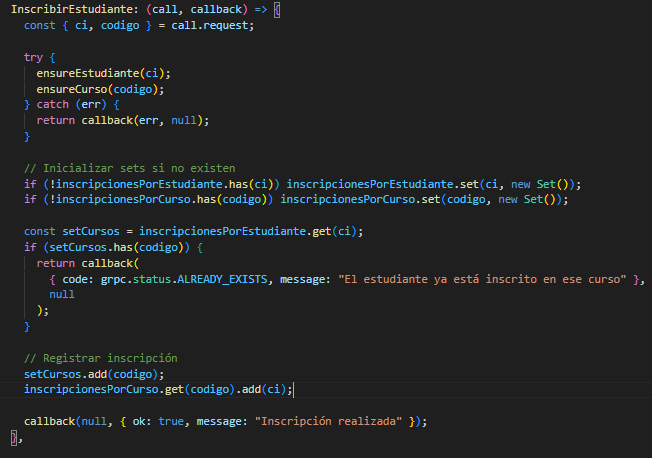 InscribirEstudiante: (call, callback) => {
  const { ci, codigo } = call.request;

  try {
    ensureEstudiante(ci);
    ensureCurso(codigo);
  } catch (err) {
    return callback(err, null);
  }

  // Inicializar sets si no existen
  if (!inscripcionesPorEstudiante.has(ci)) inscripcionesPorEstudiante.set(ci, new Set());
  if (!inscripcionesPorCurso.has(codigo)) inscripcionesPorCurso.set(codigo, new Set());

  const setCursos = inscripcionesPorEstudiante.get(ci);
  if (setCursos.has(codigo)) {
    return callback(
      { code: grpc.status.ALREADY_EXISTS, message: "El estudiante ya está inscrito en ese curso" },
      null
    );
  }

  // Registrar inscripción
  setCursos.add(codigo);
  inscripcionesPorCurso.get(codigo).add(ci);

  callback(null, { ok: true, message: "Inscripción realizada" });
},